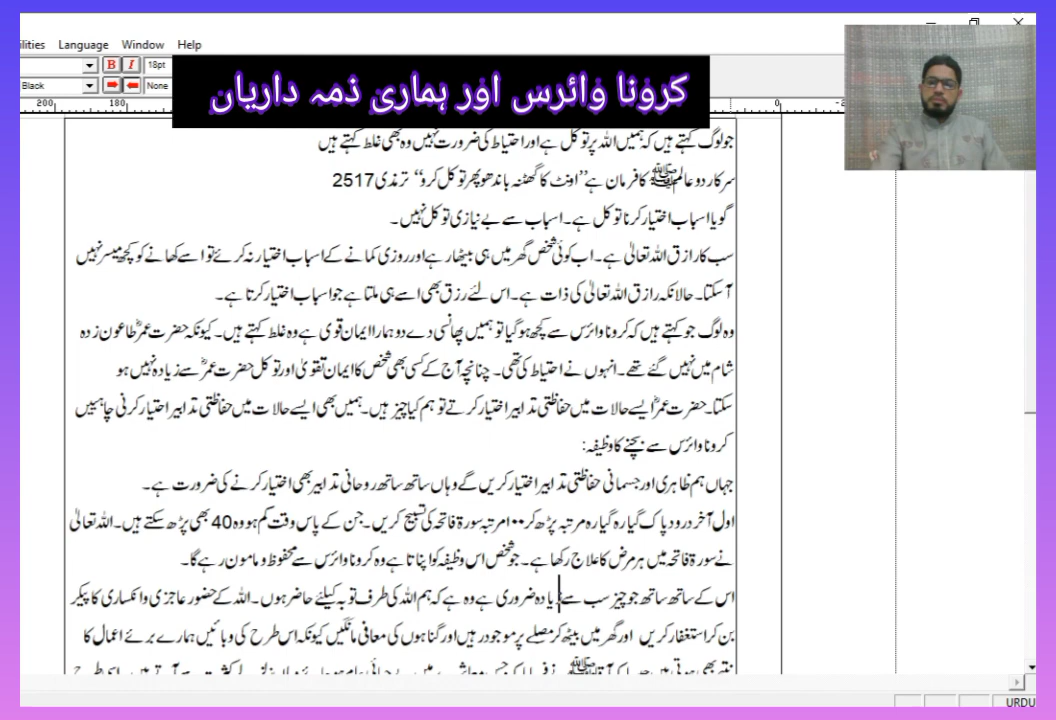 ilities Language Window Help
B I 18pt
Black None
200 180 0
کرونا وائرس اور ہماری ذمہ داریاں
جولوگ کہتے ہیں کہ ہمیں اللہ پر توکل ہے اور احتیاط کی ضرورت نہیں وہ بھی غلط کہتے ہیں
سرکار دو عالم ﷺ کا فرمان ہے ”اونٹ کا گھٹنہ باندھو پھر توکل کرو“ ترمذی 2517
گویا اسباب اختیار کرنا توکل ہے۔ اسباب سے بے نیازی توکل نہیں۔
سب کا رازق اللہ تعالیٰ ہے۔ اب کوئی شخص گھر میں ہی بیٹھا رہے اور روزی کمانے کے اسباب اختیار نہ کرئے تو اسے کھانے کو کچھ میسر نہیں
آ سکتا۔ حالانکہ رازق اللہ تعالیٰ کی ذات ہے۔ اس لئے رزق بھی اسے ہی ملتا ہے جو اسباب اختیار کرتا ہے۔
وہ لوگ جو کہتے ہیں کہ کرونا وائرس سے کچھ ہو گیا تو ہمیں پھانسی دے دو ہمارا ایمان قوی ہے وہ غلط کہتے ہیں۔ کیونکہ حضرت عمرؓ طاعون زدہ
شام میں نہیں گئے تھے۔ انہوں نے احتیاط کی تھی۔ چنانچہ آج کے کسی بھی شخص کا ایمان تقویٰ اور توکل حضرت عمرؓ سے زیادہ نہیں ہو
سکتا۔ حضرت عمرؓ ایسے حالات میں حفاظتی تدابیر اختیار کرتے تو ہم کیا چیز ہیں۔ ہمیں بھی ایسے حالات میں حفاظتی تدابیر اختیار کرنی چاہییں
کرونا وائرس سے بچنے کا وظیفہ:
جہاں ہم ظاہری اور جسمانی حفاظتی تدابیر اختیار کریں گے وہاں ساتھ ساتھ روحانی تدابیر بھی اختیار کرنے کی ضرورت ہے۔
اول آخر درود پاک گیارہ گیارہ مرتبہ پڑھ کر ۱۰۰ مرتبہ سورۃ فاتحہ کی تسبیح کریں۔ جن کے پاس وقت کم ہو وہ 40 بھی پڑھ سکتے ہیں۔ اللہ تعالیٰ
نے سورۃ فاتحہ میں ہر مرض کا علاج رکھا ہے۔ جو شخص اس وظیفہ کو اپناتا ہے وہ کرونا وائرس سے محفوظ و مامون رہے گا۔
اس کے ساتھ ساتھ جو چیز سب سے زیادہ ضروری ہے وہ ہے کہ ہم اللہ کی طرف توبہ کیلئے حاضر ہوں۔ اللہ کے حضور عاجزی و انکساری کا پیکر
بن کر استغفار کریں اور گھر میں بیٹھ کر مصلے پر موجود رہیں اور گناہوں کی معافی مانگیں کیونکہ اس طرح کی وبائیں ہمارے برئے اعمال کا
URDU